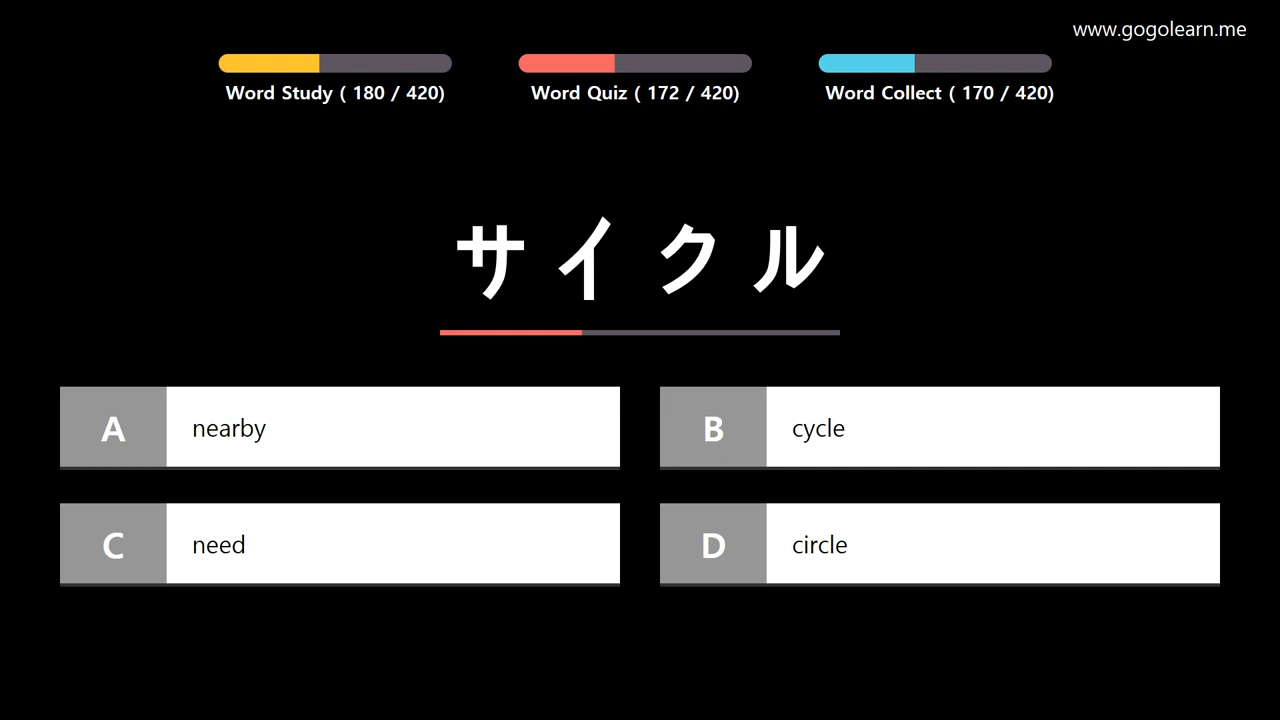 www.gogolearn.me
Word Study ( 180 / 420)
Word Quiz ( 172 / 420)
Word Collect ( 170 / 420)
サイクル
A nearby
B cycle
C need
D circle